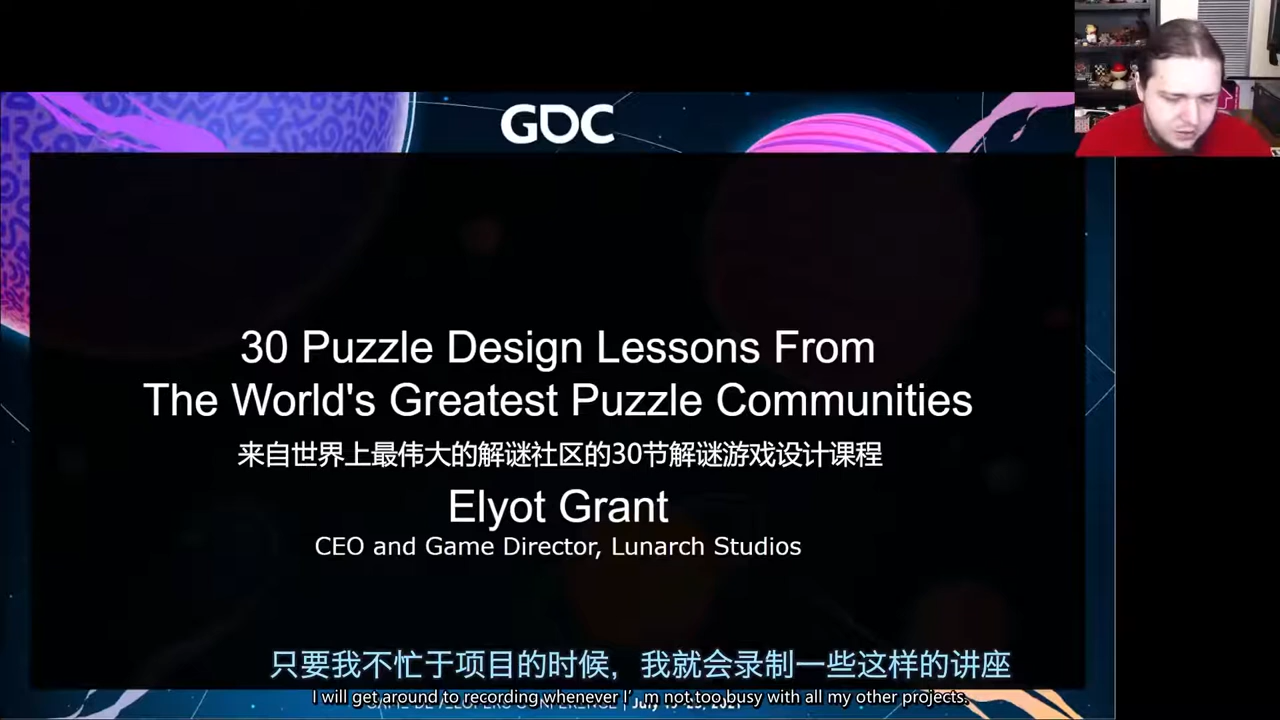 GDC
30 Puzzle Design Lessons From
The World's Greatest Puzzle Communities
来自世界上最伟大的解谜社区的30节解谜游戏设计课程
Elyot Grant
CEO and Game Director, Lunarch Studios
只要我不忙于项目的时候，我就会录制一些这样的讲座
I will get around to recording whenever I'm not too busy with all my other projects.